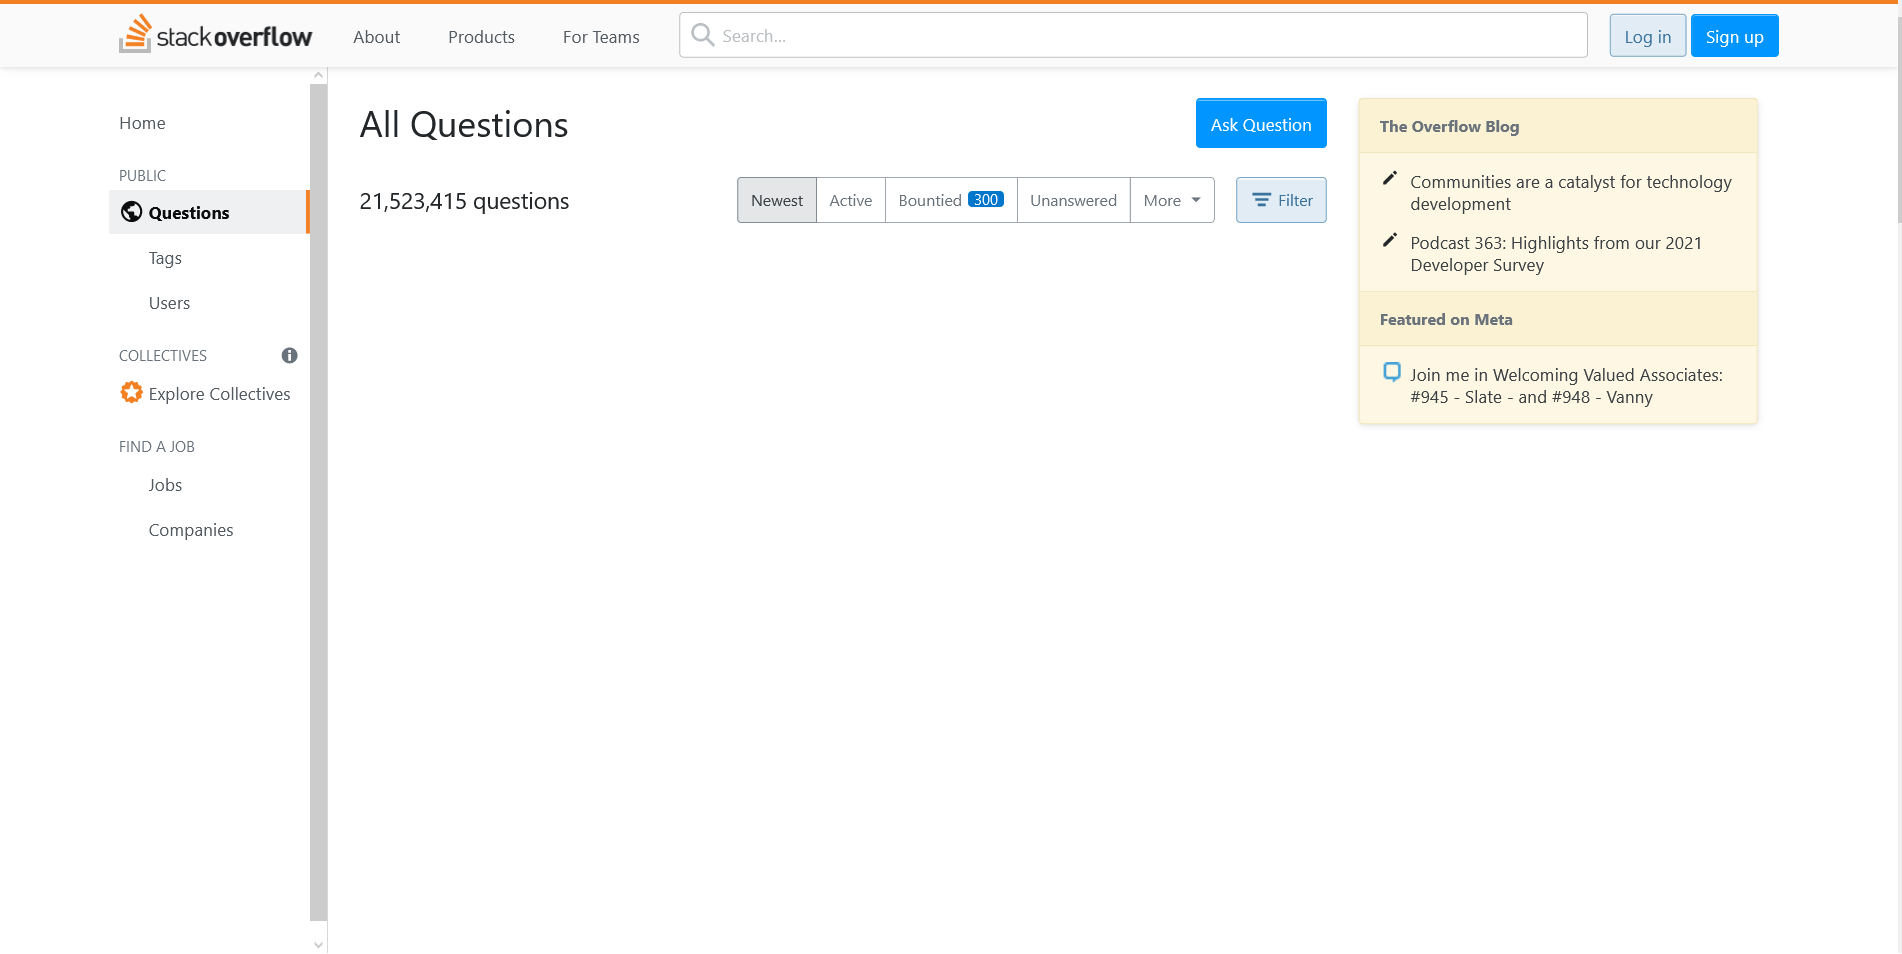 stackoverflow
About
Products
For Teams
Search...
Log in
Sign up
Home
PUBLIC
Questions
Tags
Users
COLLECTIVES
Explore Collectives
FIND A JOB
Jobs
Companies
All Questions
Ask Question
21,523,415 questions
Newest
Active
Bountied 300
Unanswered
More
Filter
The Overflow Blog
Communities are a catalyst for technology
development
Podcast 363: Highlights from our 2021
Developer Survey
Featured on Meta
Join me in Welcoming Valued Associates:
#945 - Slate - and #948 - Vanny